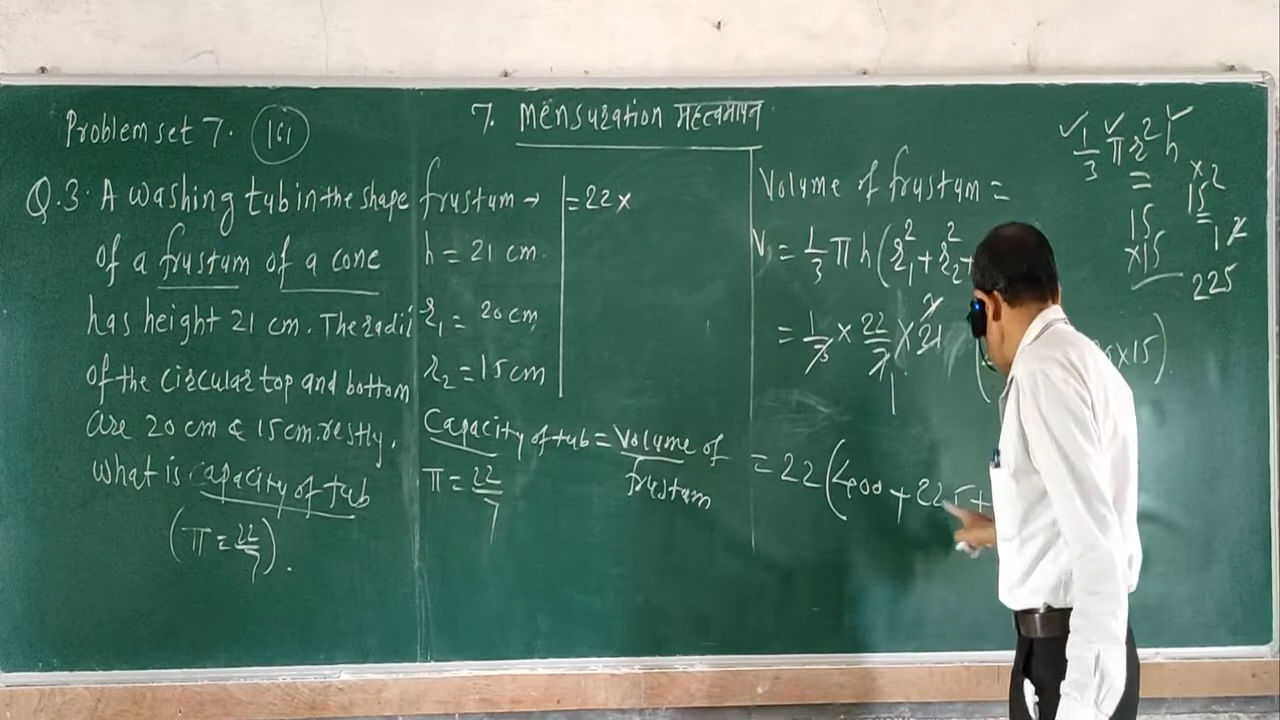 Problem set 7. 161
7. Mensuration महत्वमापन
Q.3. A washing tub in the shape
of a frustum of a cone
has height 21 cm. The radii
of the circular top and bottom
are 20 cm & 15 cm. restly.
what is capacity of tub
(π = 22/7).
frustum →
h = 21 cm.
r1 = 20 cm
r2 = 15 cm
Capacity of tub = Volume of
frustum
π = 22/7
= 22 ×
Volume of frustum =
V = 1/3 π h (r1² + r2² +
= 1/3 × 22/7 × 21 ( × 15).
= 22 (400 + 225 +
1/3 π r² h
15
×15
225